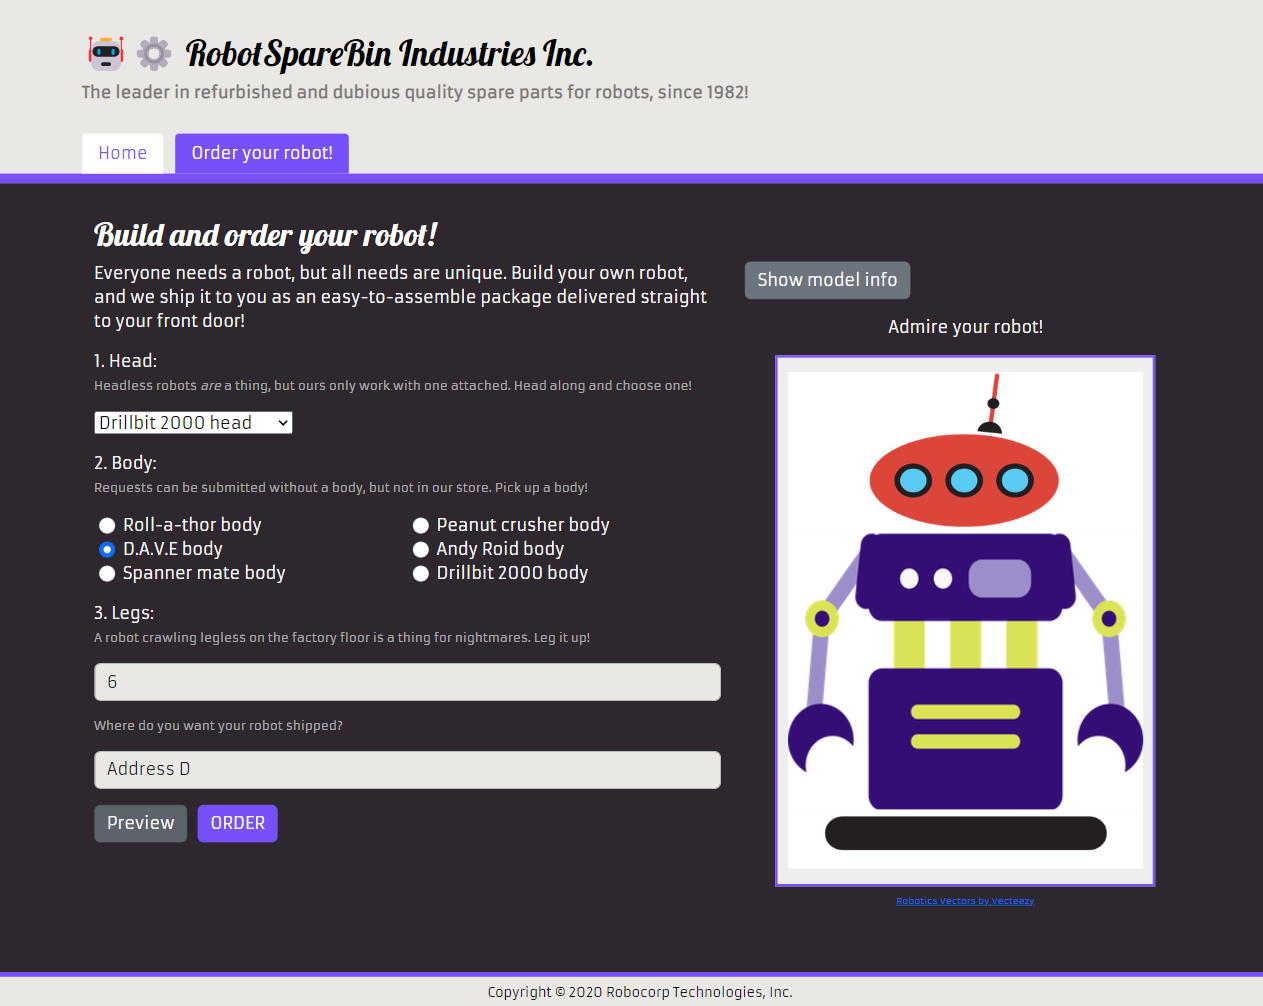 RobotSpareBin Industries Inc.
The leader in refurbished and dubious quality spare parts for robots, since 1982!
Home
Order your robot!
Build and order your robot!
Everyone needs a robot, but all needs are unique. Build your own robot,
and we ship it to you as an easy-to-assemble package delivered straight
to your front door!
1. Head:
Headless robots are a thing, but ours only work with one attached. Head along and choose one!
Drillbit 2000 head
2. Body:
Requests can be submitted without a body, but not in our store. Pick up a body!
Roll-a-thor body
D.A.V.E body
Spanner mate body
Peanut crusher body
Andy Roid body
Drillbit 2000 body
3. Legs:
A robot crawling legless on the factory floor is a thing for nightmares. Leg it up!
6
Where do you want your robot shipped?
Address D
Preview
ORDER
Show model info
Admire your robot!
Robotics Vectors by Vecteezy
Copyright © 2020 Robocorp Technologies, Inc.